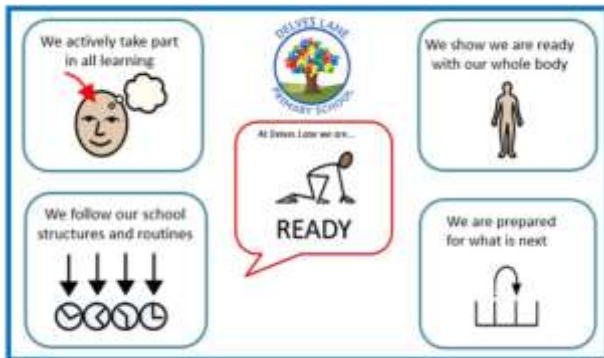 We actively take part
in all learning
DELVES LANE
PRIMARY SCHOOL
We show we are ready
with our whole body
At Delves Lane we are...
READY
We follow our school
structures and routines
We are prepared
for what is next